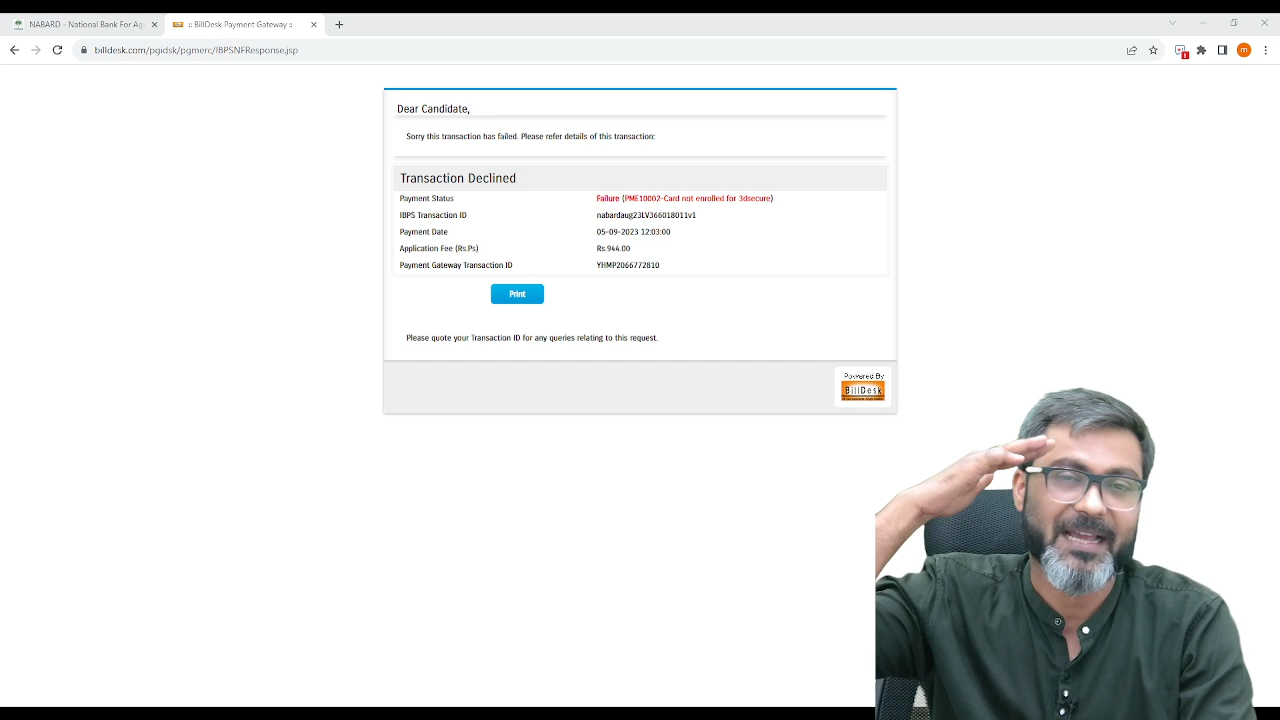 NABARD - National Bank For Ag
:: BillDesk Payment Gateway ::
billdesk.com/pgidsk/pgmerc/IBPSNFResponse.jsp
m
Dear Candidate,
Sorry this transaction has failed. Please refer details of this transaction:
Transaction Declined
Payment Status Failure (PME10002-Card not enrolled for 3dsecure)
IBPS Transaction ID nabardaug23LV366018011v1
Payment Date 05-09-2023 12:03:00
Application Fee (Rs.Ps) Rs.944.00
Payment Gateway Transaction ID YHMP2066772810
Print
Please quote your Transaction ID for any queries relating to this request.
Powered By
BillDesk